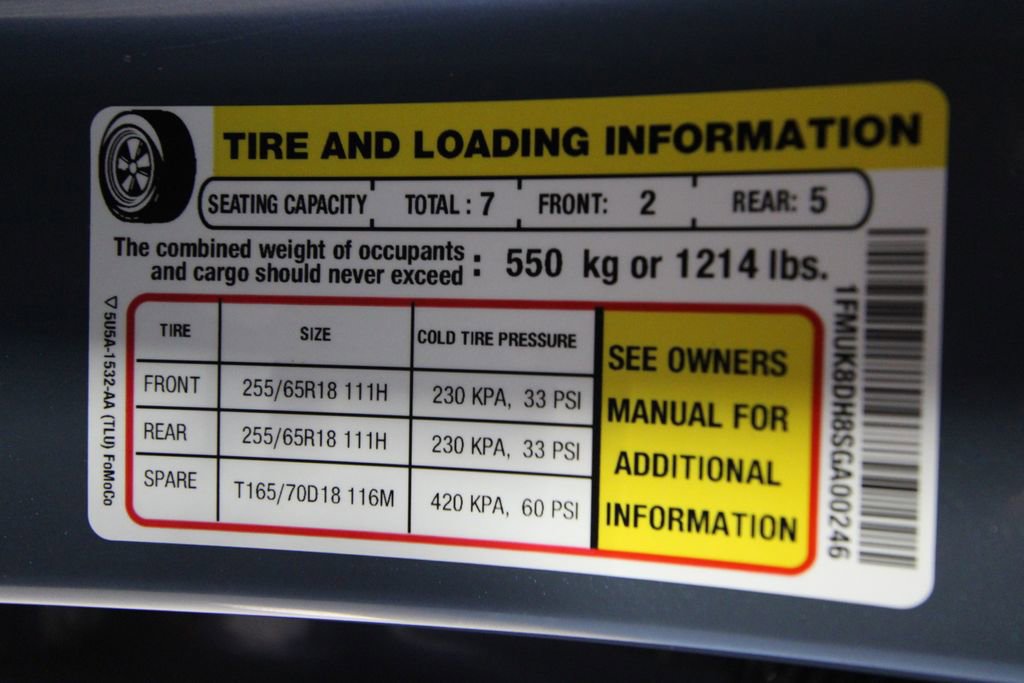 TIRE AND LOADING INFORMATION
SEATING CAPACITY TOTAL : 7 FRONT: 2 REAR: 5
The combined weight of occupants
and cargo should never exceed : 550 kg or 1214 lbs.
TIRE SIZE COLD TIRE PRESSURE
FRONT 255/65R18 111H 230 KPA, 33 PSI
REAR 255/65R18 111H 230 KPA, 33 PSI
SPARE T165/70D18 116M 420 KPA, 60 PSI
SEE OWNERS
MANUAL FOR
ADDITIONAL
INFORMATION
5U5A-1532-AA (TLU) FoMoCo
1FMUK8DH8SGA00246